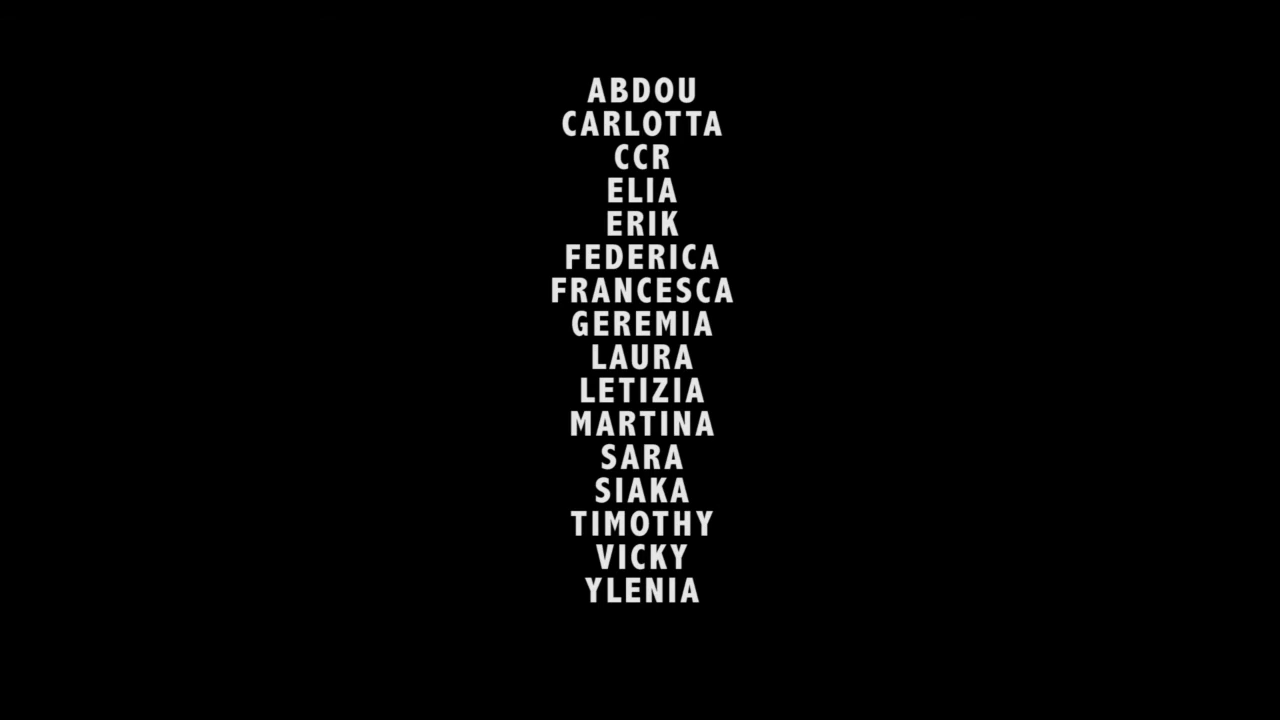 ABDOU
CARLOTTA
CCR
ELIA
ERIK
FEDERICA
FRANCESCA
GEREMIA
LAURA
LETIZIA
MARTINA
SARA
SIAKA
TIMOTHY
VICKY
YLENIA